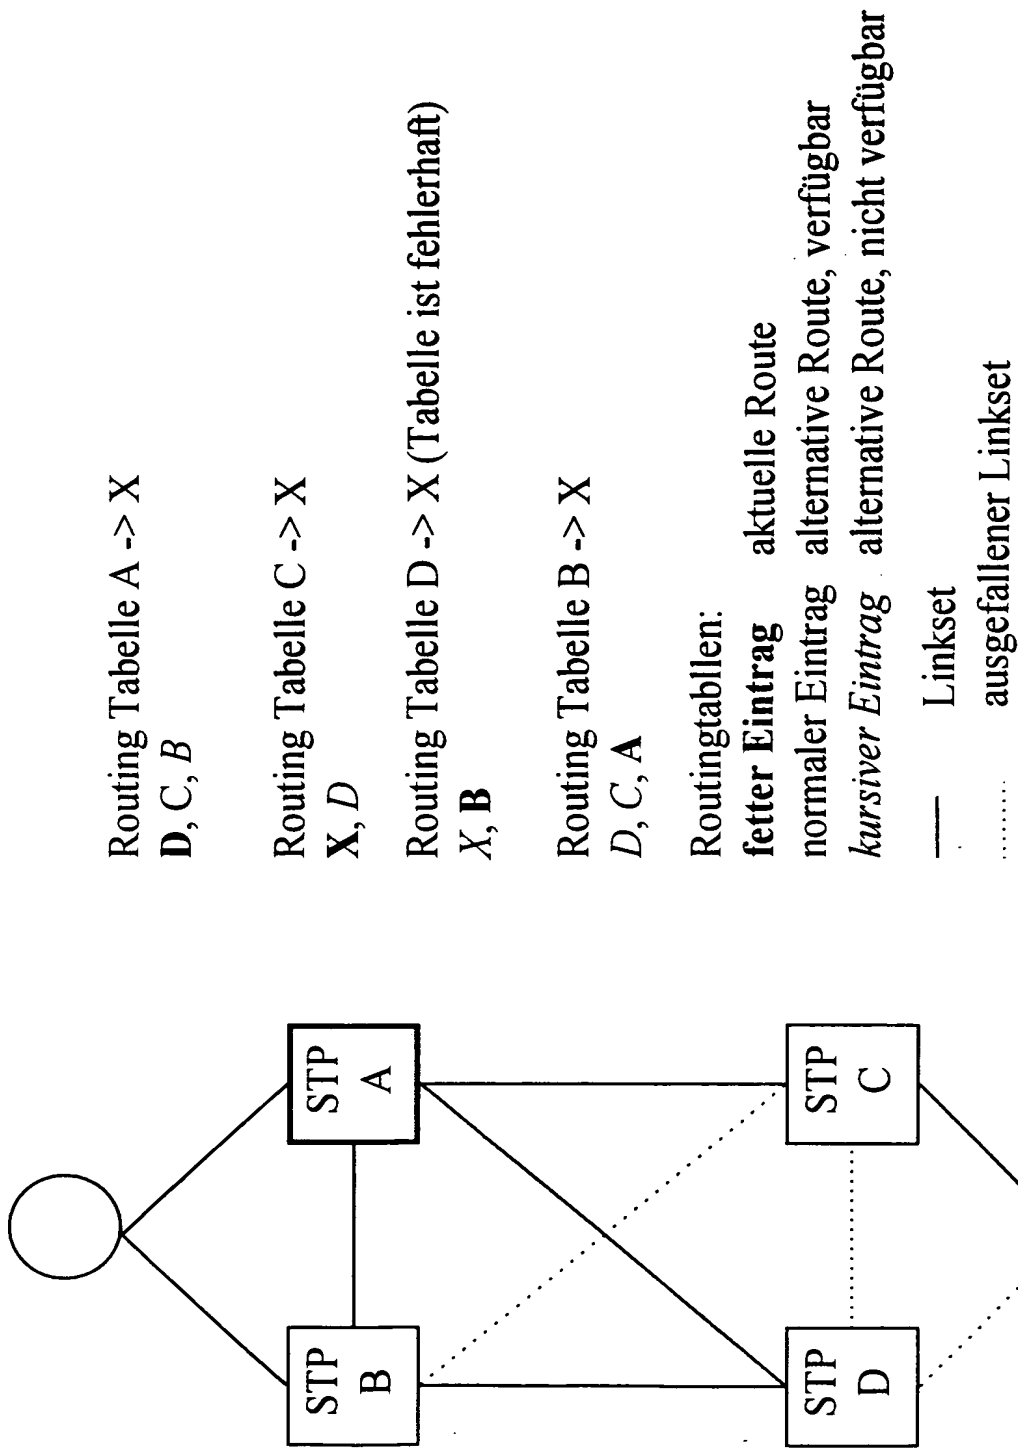 Routing Tabelle A -> X
D, C, B
Routing Tabelle C -> X
X, D
Routing Tabelle D -> X (Tabelle ist fehlerhaft)
X, B
Routing Tabelle B -> X
D, C, A
Routingtabllen:
fetter Eintrag aktuelle Route
normaler Eintrag alternative Route, verfügbar
kursiver Eintrag alternative Route, nicht verfügbar
Linkset
ausgefallener Linkset
STP
B
STP
A
STP
D
STP
C